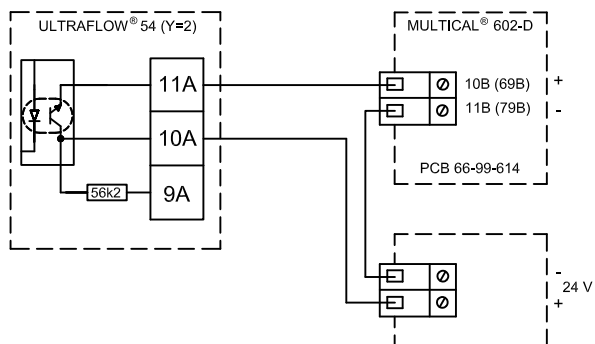 ULTRAFLOW® 54 (Y=2)
MULTICAL® 602-D
11A
10A
9A
56k2
10B (69B) +
11B (79B) -
PCB 66-99-614
-
24 V
+